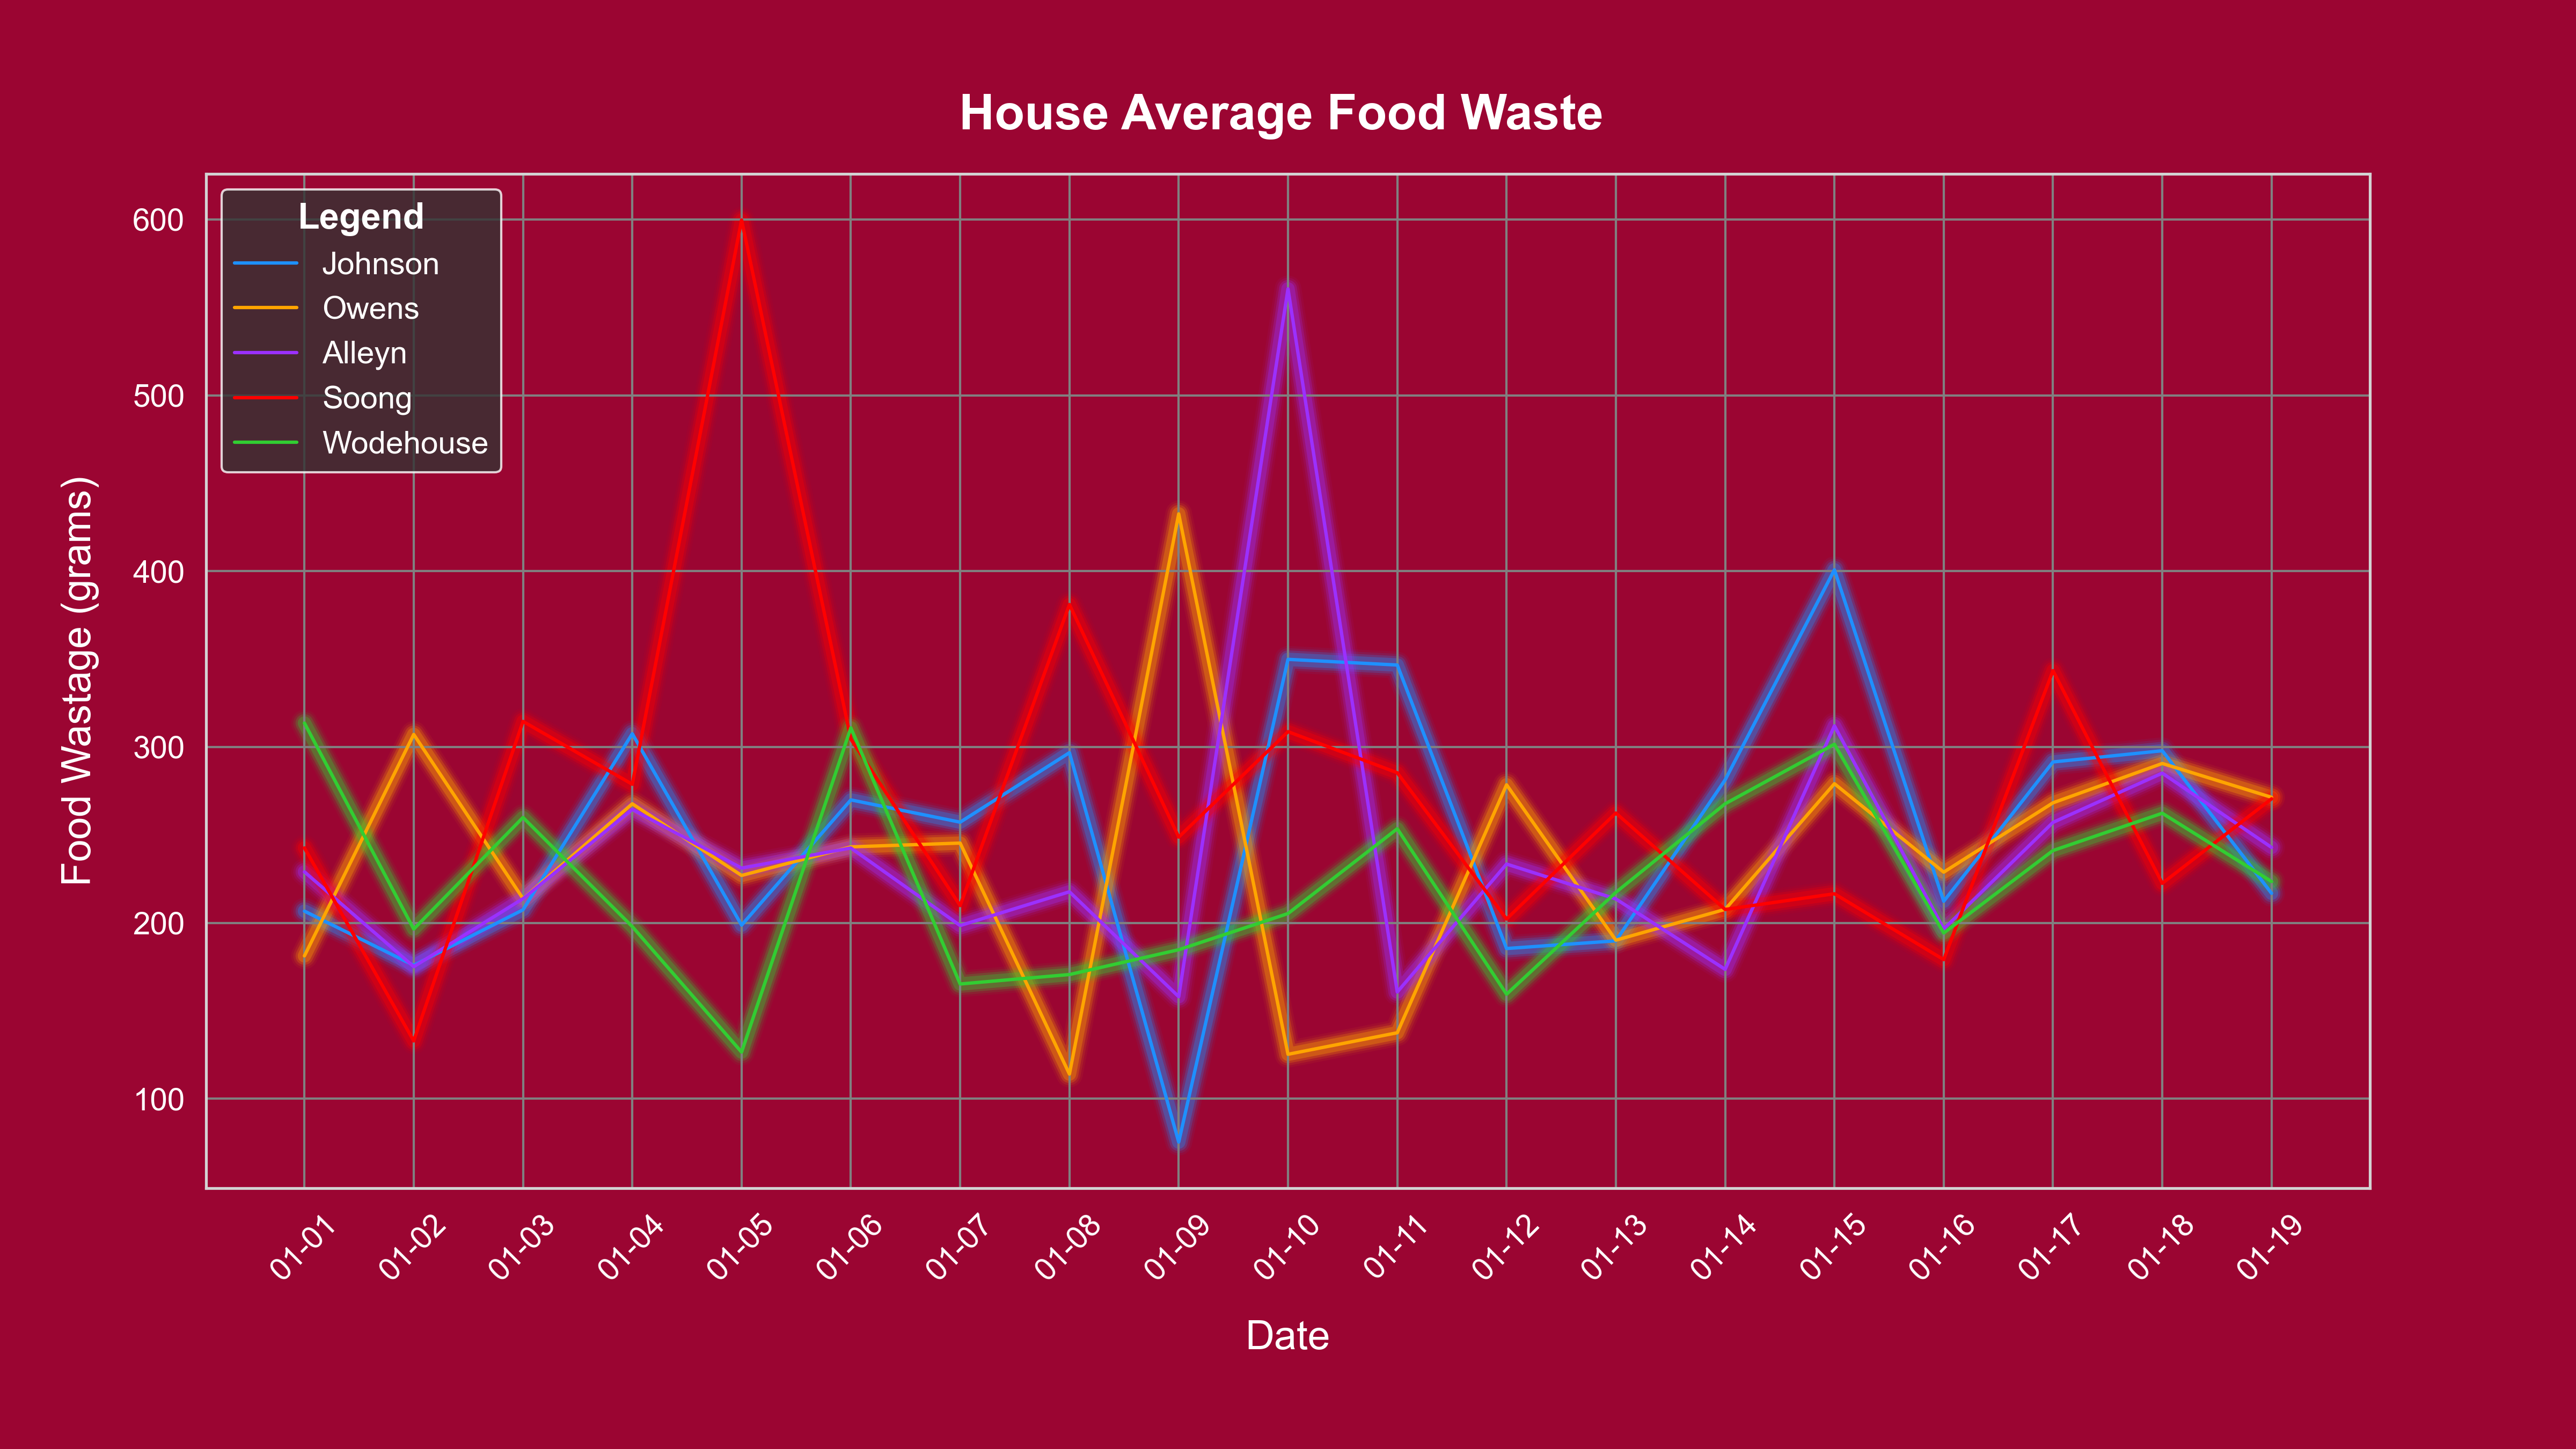 House Average Food Waste
Legend
Johnson
Owens
Alleyn
Soong
Wodehouse
Food Wastage (grams)
600
500
400
300
200
100
01-01 01-02 01-03 01-04 01-05 01-06 01-07 01-08 01-09 01-10 01-11 01-12 01-13 01-14 01-15 01-16 01-17 01-18 01-19
Date